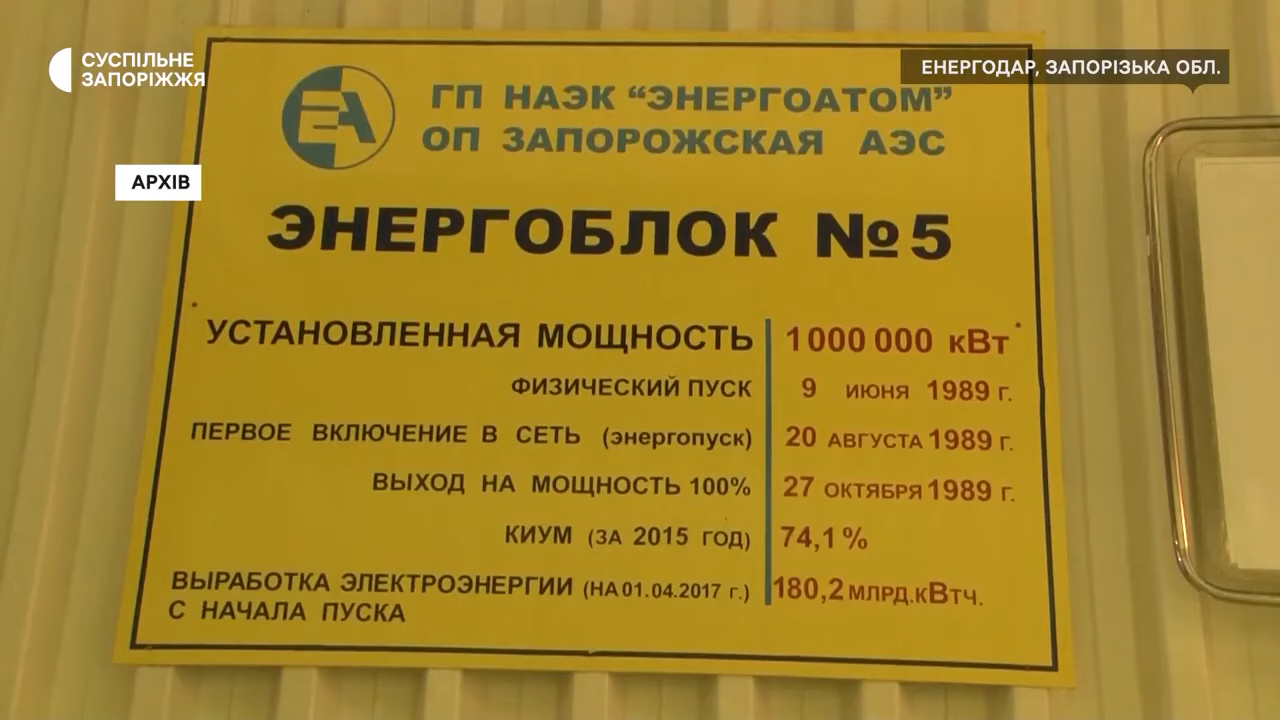 СУСПІЛЬНЕ
ЗАПОРІЖЖЯ
ЕНЕРГОДАР, ЗАПОРІЗЬКА ОБЛ.
АРХІВ
ЕА
ГП НАЭК “ЭНЕРГОАТОМ”
ОП ЗАПОРОЖСКАЯ АЭС
ЭНЕРГОБЛОК №5
УСТАНОВЛЕННАЯ МОЩНОСТЬ 1000 000 кВт
ФИЗИЧЕСКИЙ ПУСК 9 ИЮНЯ 1989 Г.
ПЕРВОЕ ВКЛЮЧЕНИЕ В СЕТЬ (энергопуск) 20 АВГУСТА 1989 Г.
ВЫХОД НА МОЩНОСТЬ 100% 27 ОКТЯБРЯ 1989 Г.
КИУМ (ЗА 2015 ГОД) 74,1%
ВЫРАБОТКА ЭЛЕКТРОЭНЕРГИИ (НА 01.04.2017 г.) 180,2 МЛРД.кВтч.
С НАЧАЛА ПУСКА